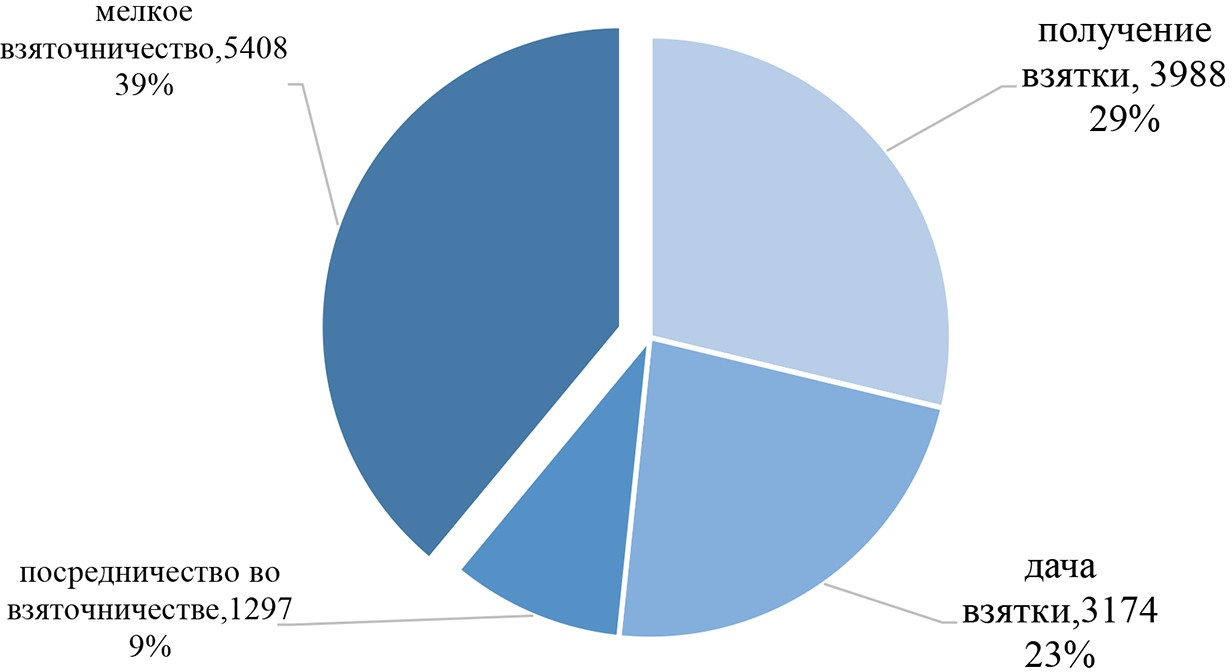 мелкое
взяточничество,5408
39%
получение
взятки, 3988
29%
посредничество во
взяточничестве,1297
9%
дача
взятки,3174
23%